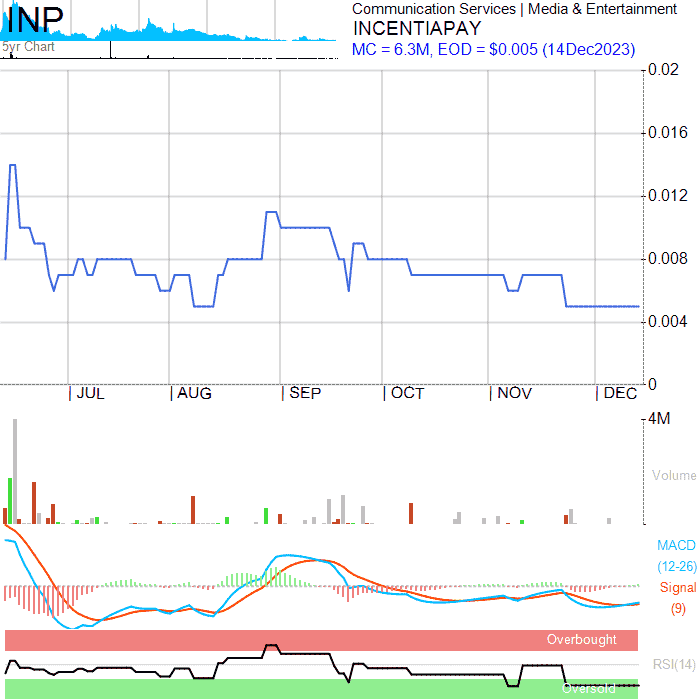 INP
Communication Services | Media & Entertainment
INCENTIAPAY
5yr Chart
MC = 6.3M, EOD = $0.005 (14Dec2023)
0.02
0.016
0.012
0.008
0.004
0
| JUL | AUG | SEP | OCT | NOV | DEC
4M
Volume
MACD
(12-26)
Signal
(9)
Overbought
RSI(14)
Oversold